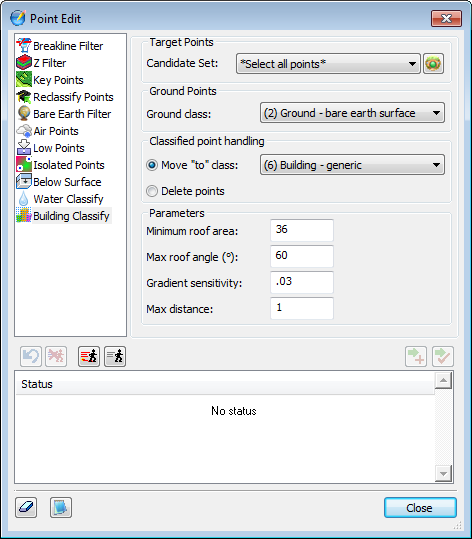 Point Edit
Breakline Filter
Z Filter
Key Points
Reclassify Points
Bare Earth Filter
Air Points
Low Points
Isolated Points
Below Surface
Water Classify
Building Classify
Target Points
Candidate Set: *Select all points*
Ground Points
Ground class: (2) Ground - bare earth surface
Classified point handling
Move "to" class: (6) Building - generic
Delete points
Parameters
Minimum roof area: 36
Max roof angle (°): 60
Gradient sensitivity: .03
Max distance: 1
Status
No status
Close